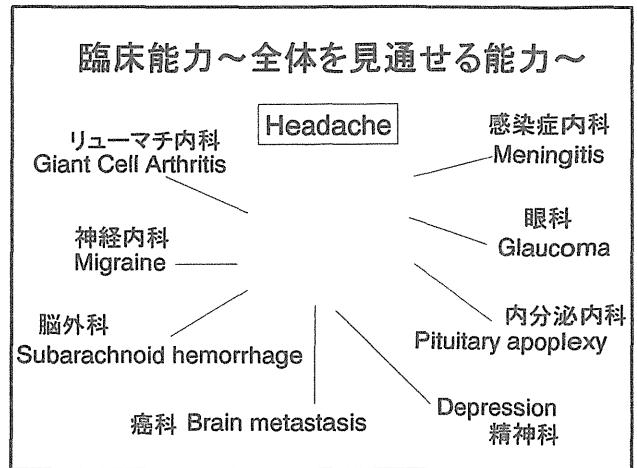 臨床能力～全体を見通せる能力～
Headache
リューマチ内科
Giant Cell Arthritis
神経内科
Migraine
脳外科
Subarachnoid hemorrhage
癌科 Brain metastasis
感染症内科
Meningitis
眼科
Glaucoma
内分泌内科
Pituitary apoplexy
Depression
精神科